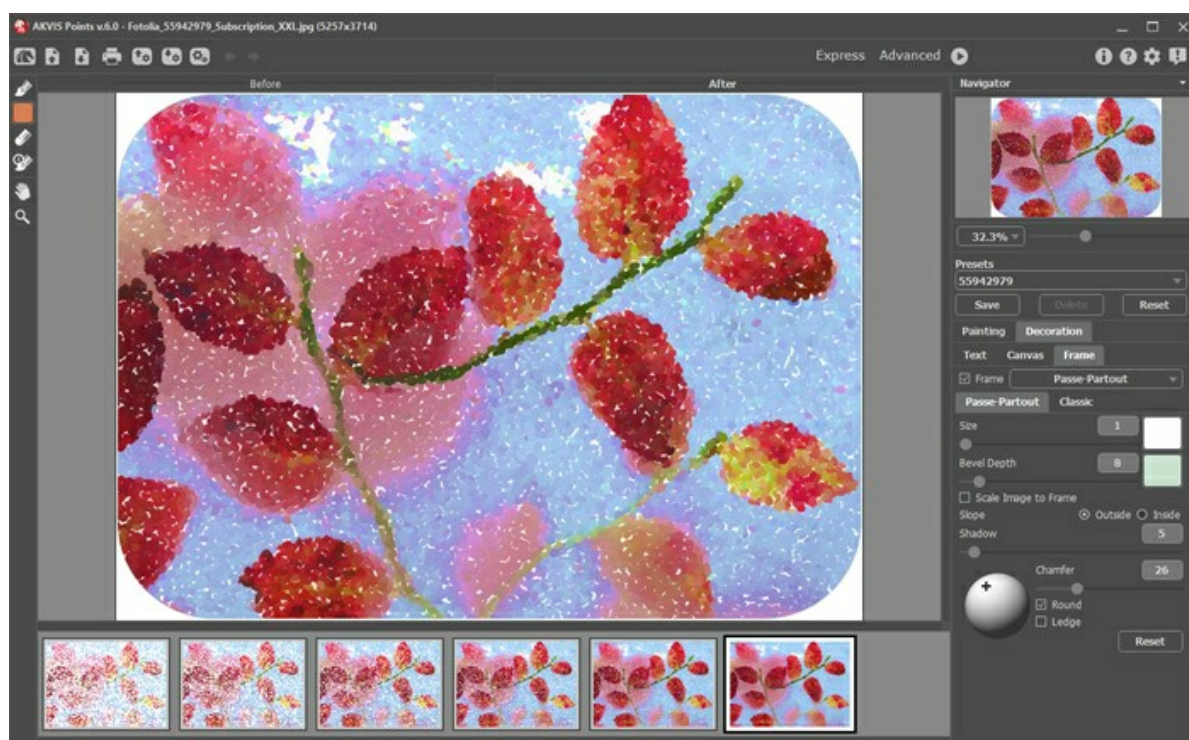 AKVIS Points v.6.0 - Fotolia_55942979_Subscription_XXL.jpg (5257x3714)
Express Advanced
Before After
Navigator
32.3%
Presets
55942979
Save Delete Reset
Painting Decoration
Text Canvas Frame
Frame Passe-Partout
Passe-Partout Classic
Size 1
Bevel Depth 8
Scale Image to Frame
Slope Outside Inside
Shadow 5
Chamfer 26
Round
Ledge
Reset